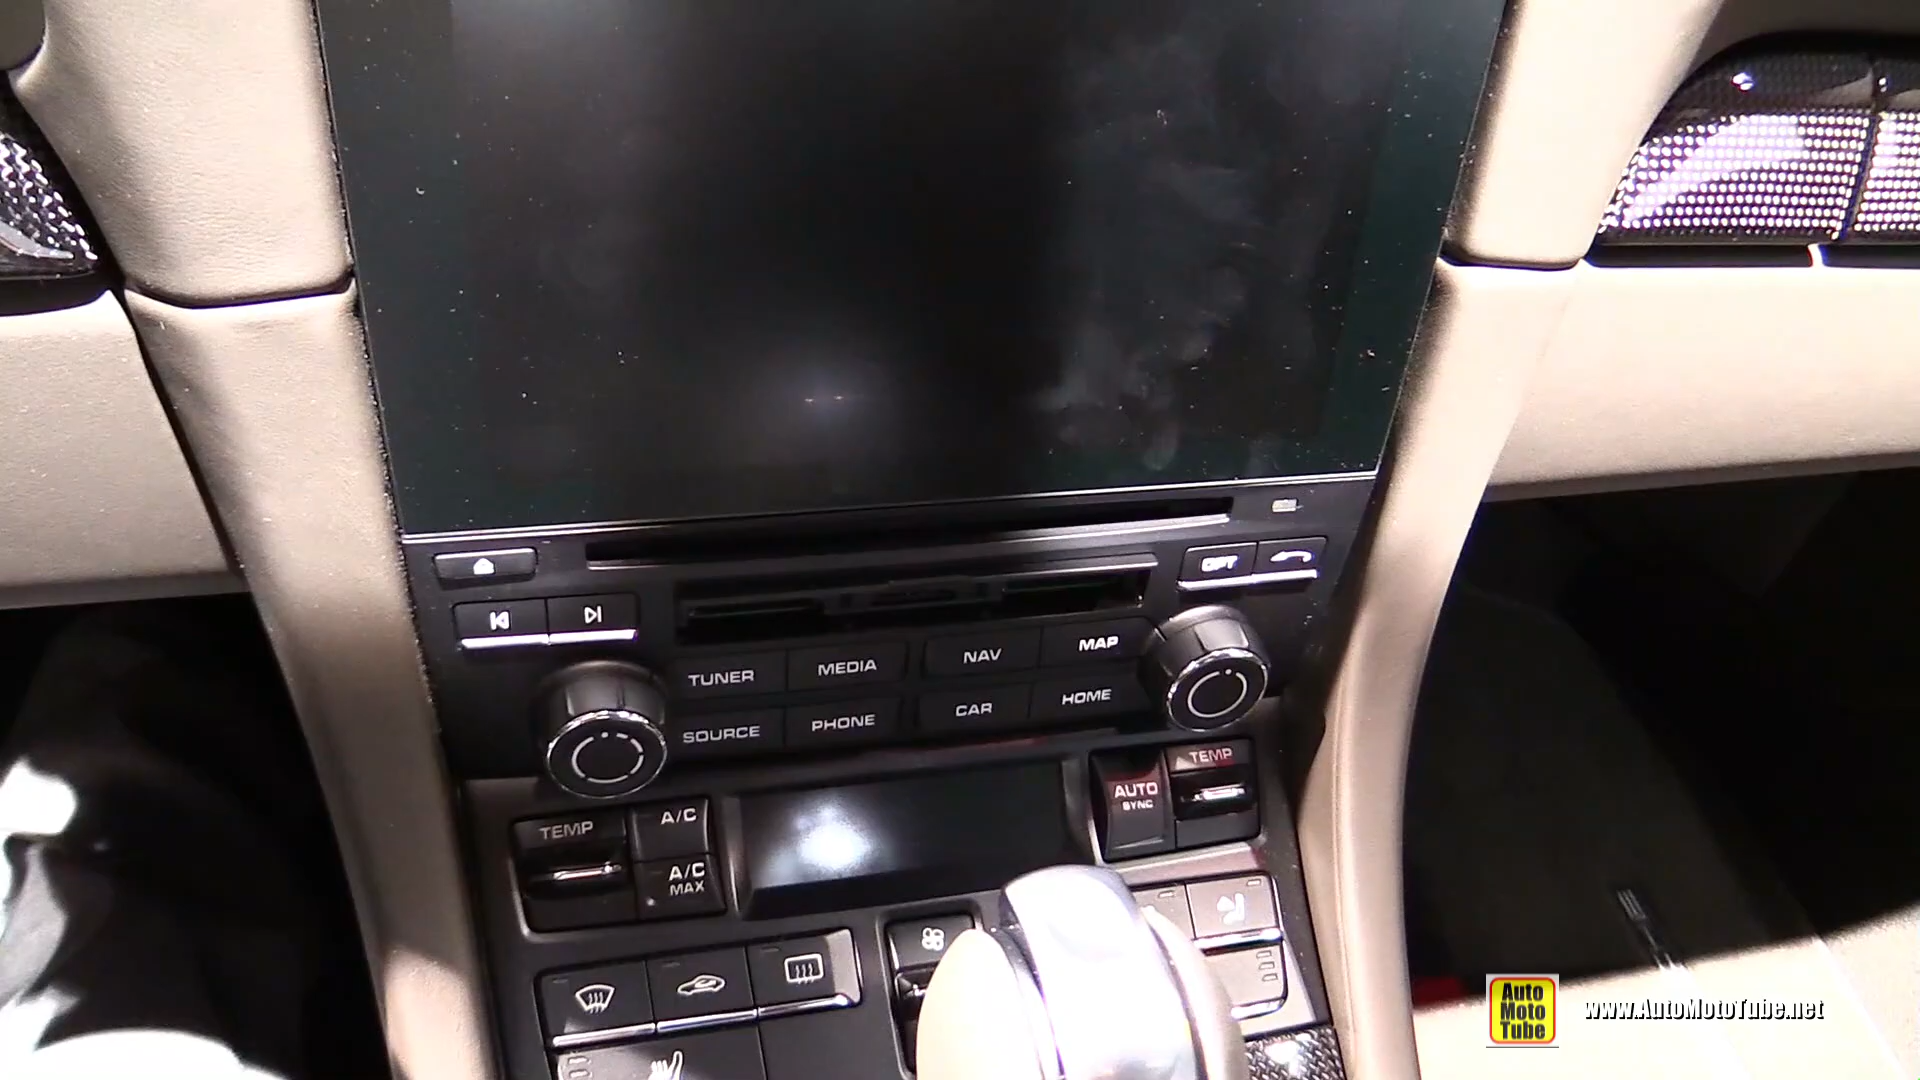 OPT
TUNER MEDIA NAV MAP
SOURCE PHONE CAR HOME
TEMP A/C
A/C
MAX
AUTO
SYNC
TEMP
Auto
Moto
Tube
www.AutoMotoTube.net